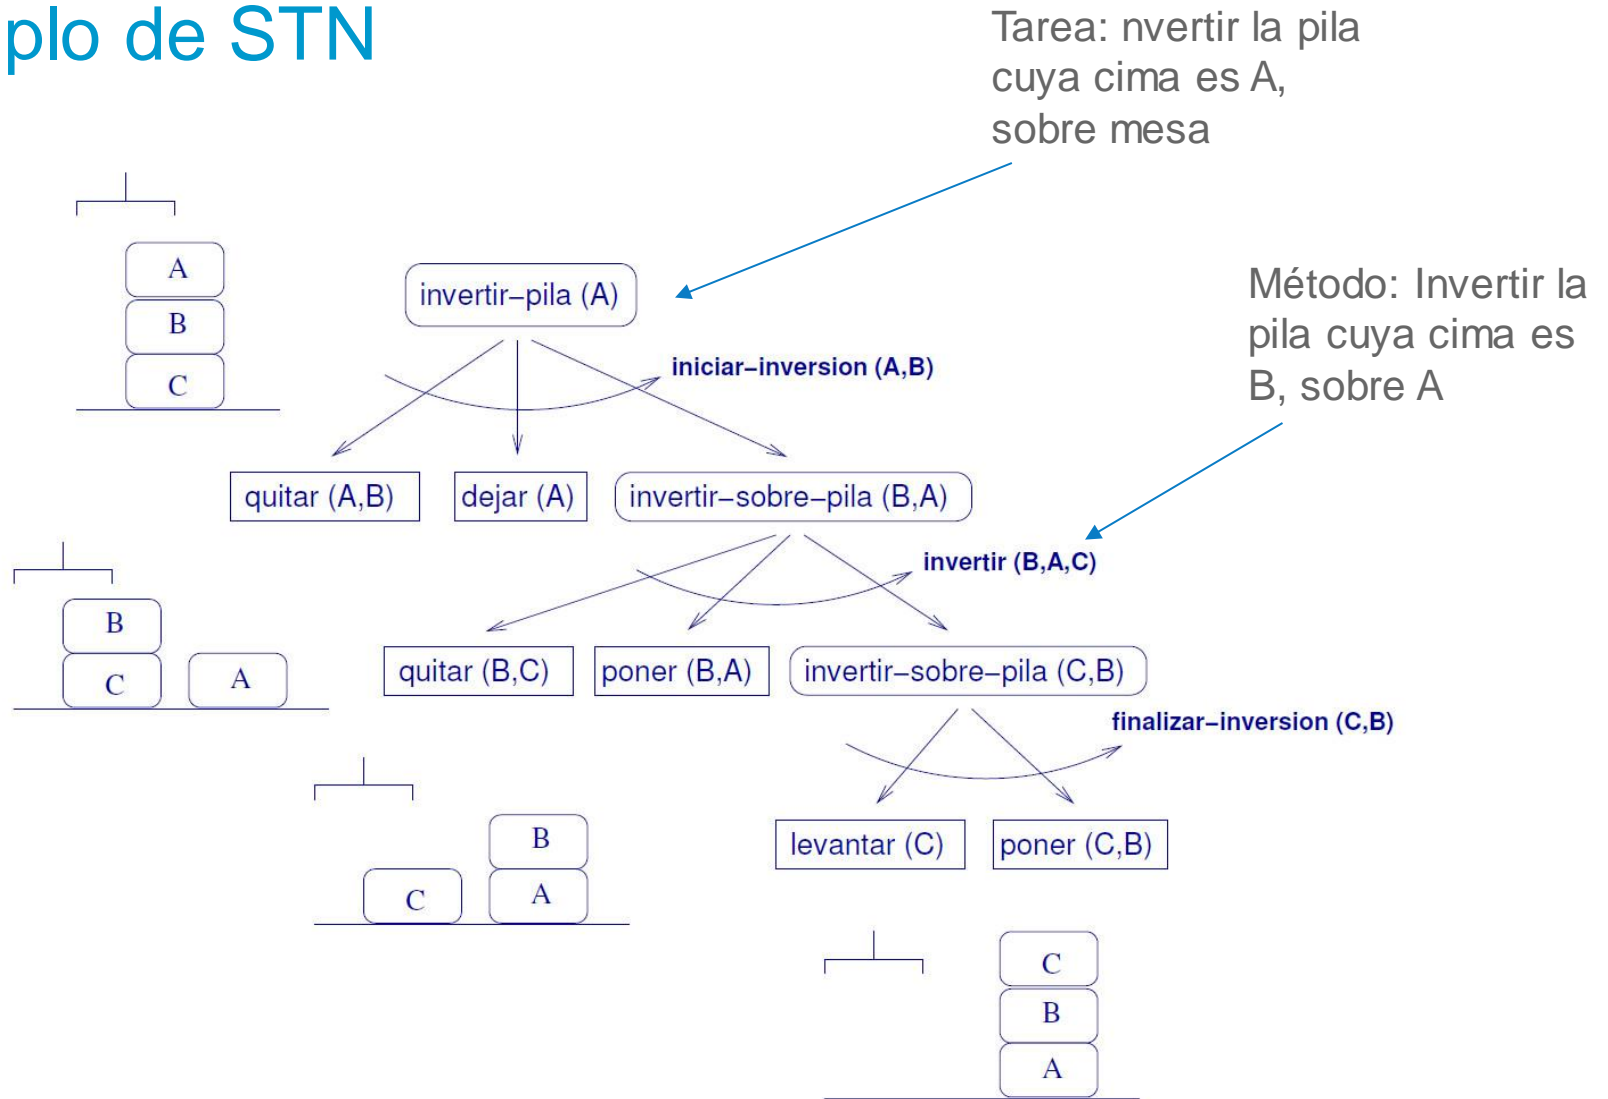 plo de STN
Tarea: nvertir la pila
cuya cima es A,
sobre mesa
A
B
C
invertir–pila (A)
iniciar–inversion (A,B)
Método: Invertir la
pila cuya cima es
B, sobre A
quitar (A,B)
dejar (A)
invertir–sobre–pila (B,A)
invertir (B,A,C)
B
C
A
quitar (B,C)
poner (B,A)
invertir–sobre–pila (C,B)
finalizar–inversion (C,B)
C
B
A
levantar (C)
poner (C,B)
C
B
A